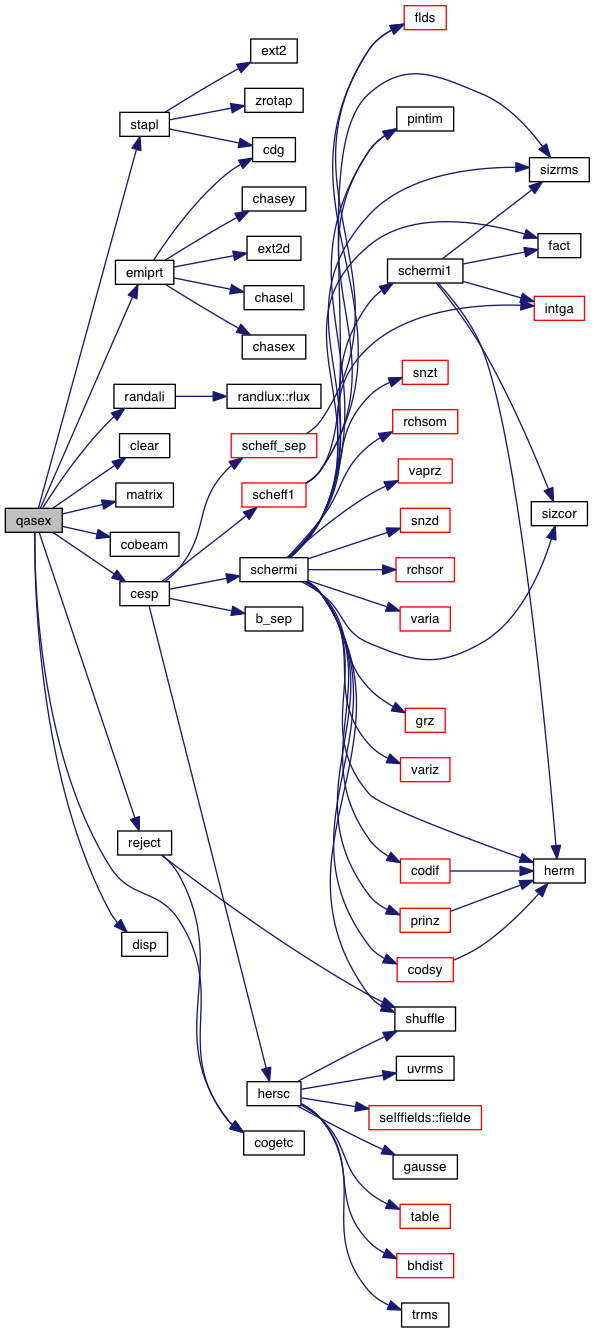 flds
ext2
zrotap
pintim
stapl
cdg
sizrms
chasey
fact
ext2d
emiprt
schermi1
chasel
intga
chasex
snzt
randali
randlux::rlux
rchsom
clear
scheff_sep
vaprz
matrix
scheff1
sizcor
qasex
snzd
cobeam
schermi
rchsor
cesp
b_sep
varia
grz
variz
reject
codif
herm
prinz
disp
codsy
shuffle
uvrms
hersc
selffields::fielde
cogetc
gausse
table
bhdist
trms